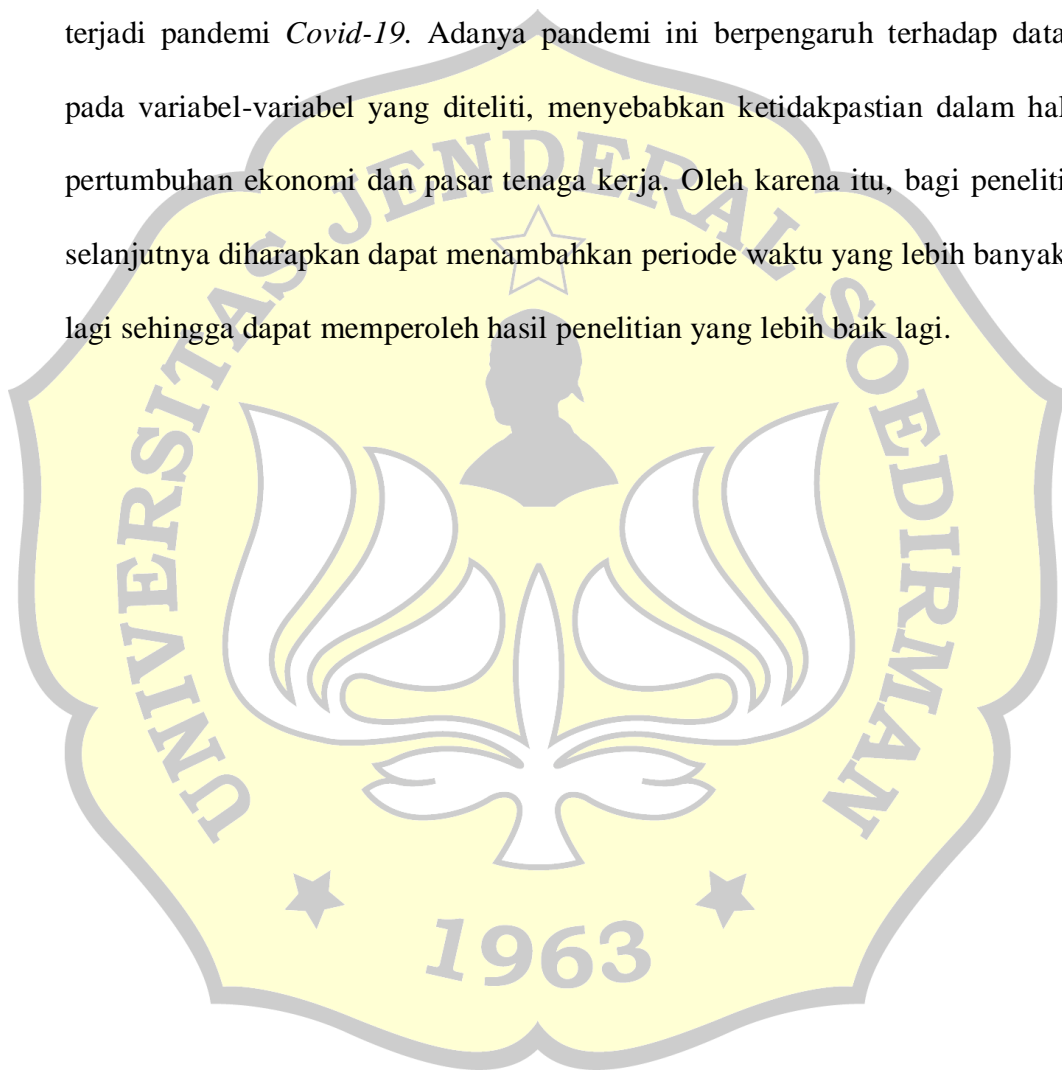 terjadi pandemi Covid-19. Adanya pandemi ini berpengaruh terhadap data
pada variabel-variabel yang diteliti, menyebabkan ketidakpastian dalam hal
pertumbuhan ekonomi dan pasar tenaga kerja. Oleh karena itu, bagi peneliti
selanjutnya diharapkan dapat menambahkan periode waktu yang lebih banyak
lagi sehingga dapat memperoleh hasil penelitian yang lebih baik lagi.
UNIVERSITAS JENDERAL SOEDIRMAN
1963